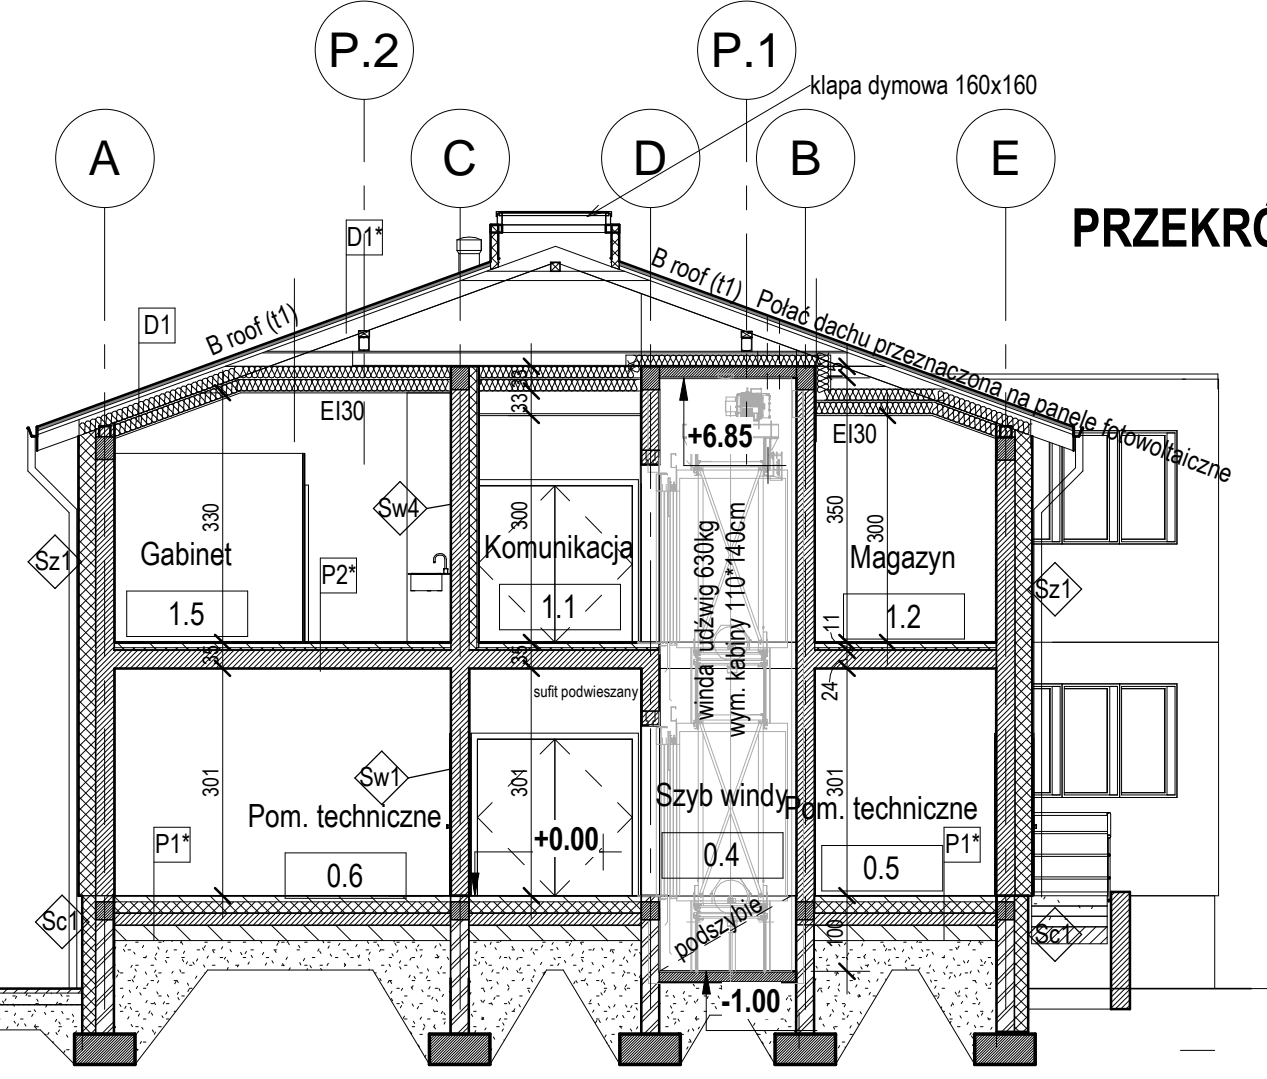 P.2
P.1
klapa dymowa 160x160
A
C
D
B
E
PRZEKRÓ
D1*
B roof (t1)
D1
B roof (t1)
Połać dachu przeznaczona na panele fotowoltaiczne
33
33
EI30
+6.85
EI30
330
Sw4
300
350
300
Sz1
Gabinet
P2*
Komunikacja
winda udźwig 630kg
wym. kabiny 110*140cm
Magazyn
Sz1
1.5
1.1
1.2
11
35
35
24
sufit podwieszany
301
Sw1
301
301
Pom. techniczne
Szyb windy
Pom. techniczne
P1*
+0.00
P1*
0.6
0.4
0.5
Sc1
podszybie
100
Sc1
-1.00